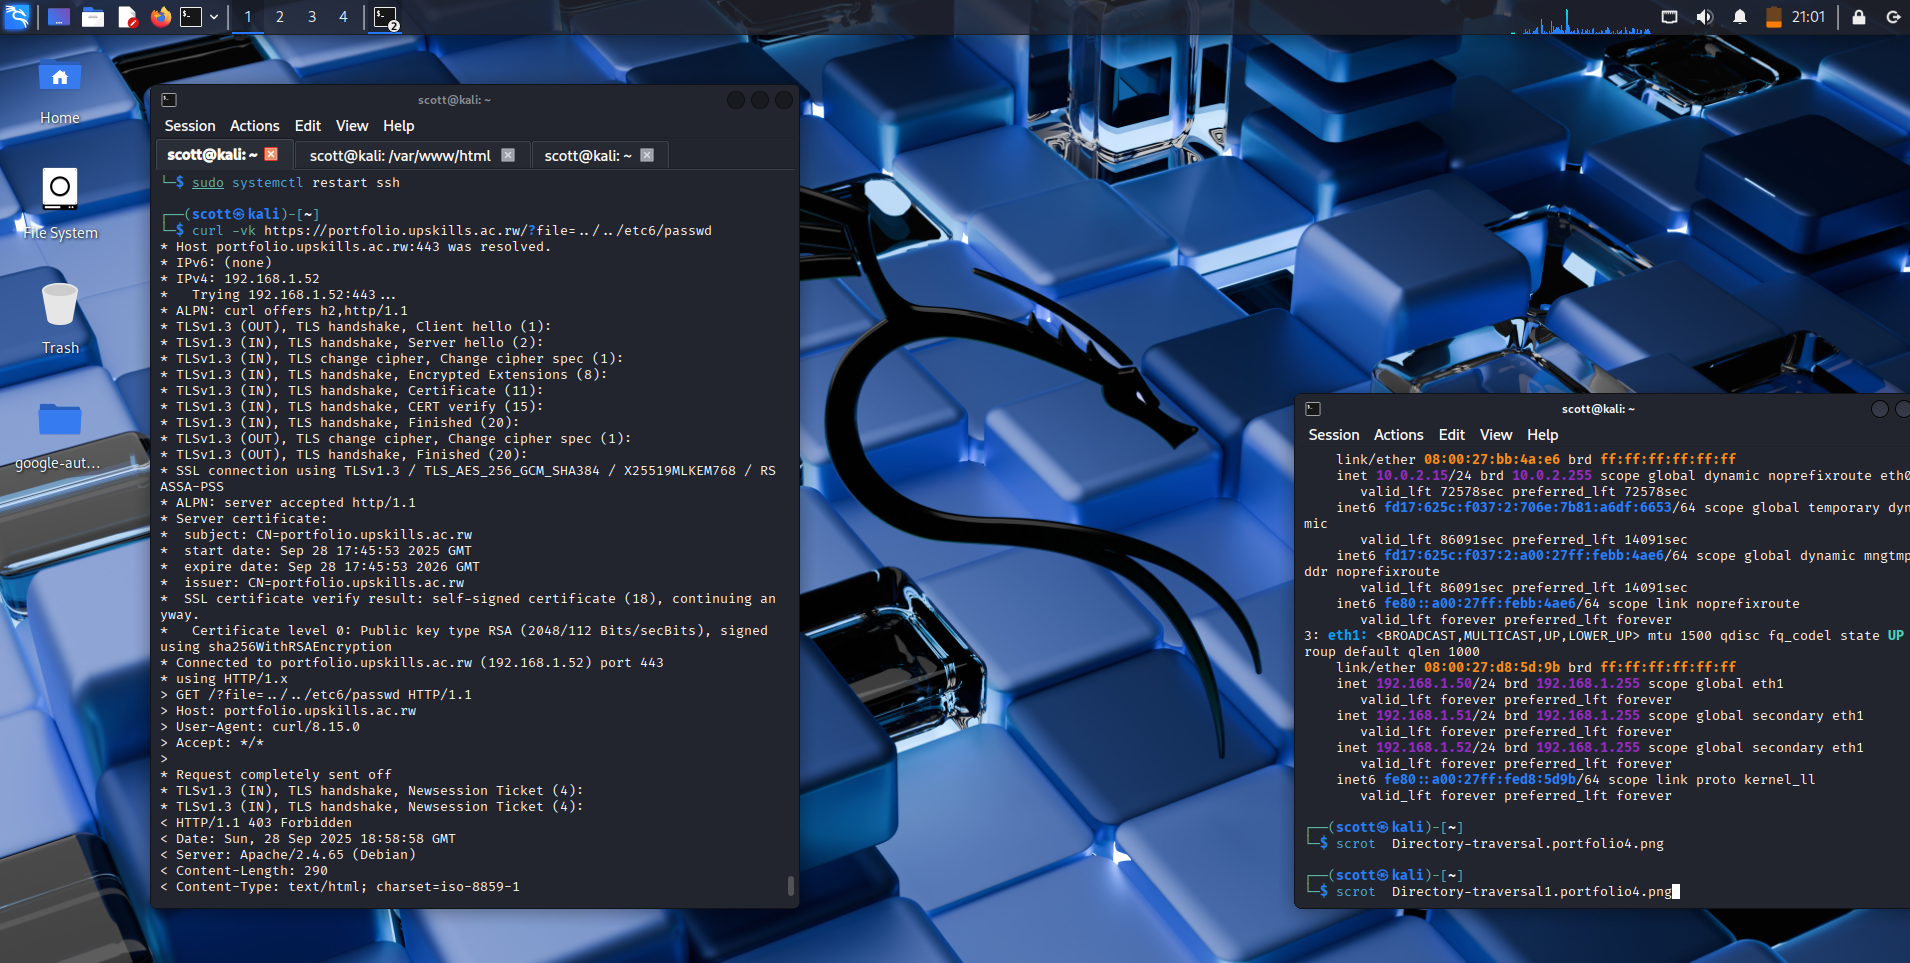 1 2 3 4 2 21:01
Home
File System
Trash
google-aut...
scott@kali: ~
Session Actions Edit View Help
scott@kali: ~ scott@kali: /var/www/html scott@kali: ~
└─$ sudo systemctl restart ssh
┌──(scott㉿kali)-[~]
└─$ curl -vk https://portfolio.upskills.ac.rw/?file=../../etc6/passwd
* Host portfolio.upskills.ac.rw:443 was resolved.
* IPv6: (none)
* IPv4: 192.168.1.52
*   Trying 192.168.1.52:443...
* ALPN: curl offers h2,http/1.1
* TLSv1.3 (OUT), TLS handshake, Client hello (1):
* TLSv1.3 (IN), TLS handshake, Server hello (2):
* TLSv1.3 (IN), TLS change cipher, Change cipher spec (1):
* TLSv1.3 (IN), TLS handshake, Encrypted Extensions (8):
* TLSv1.3 (IN), TLS handshake, Certificate (11):
* TLSv1.3 (IN), TLS handshake, CERT verify (15):
* TLSv1.3 (IN), TLS handshake, Finished (20):
* TLSv1.3 (OUT), TLS change cipher, Change cipher spec (1):
* TLSv1.3 (OUT), TLS handshake, Finished (20):
* SSL connection using TLSv1.3 / TLS_AES_256_GCM_SHA384 / X25519MLKEM768 / RS
ASSA-PSS
* ALPN: server accepted http/1.1
* Server certificate:
*  subject: CN=portfolio.upskills.ac.rw
*  start date: Sep 28 17:45:53 2025 GMT
*  expire date: Sep 28 17:45:53 2026 GMT
*  issuer: CN=portfolio.upskills.ac.rw
*  SSL certificate verify result: self-signed certificate (18), continuing an
yway.
*   Certificate level 0: Public key type RSA (2048/112 Bits/secBits), signed
using sha256WithRSAEncryption
* Connected to portfolio.upskills.ac.rw (192.168.1.52) port 443
* using HTTP/1.x
> GET /?file=../../etc6/passwd HTTP/1.1
> Host: portfolio.upskills.ac.rw
> User-Agent: curl/8.15.0
> Accept: */*
>
* Request completely sent off
* TLSv1.3 (IN), TLS handshake, Newsession Ticket (4):
* TLSv1.3 (IN), TLS handshake, Newsession Ticket (4):
< HTTP/1.1 403 Forbidden
< Date: Sun, 28 Sep 2025 18:58:58 GMT
< Server: Apache/2.4.65 (Debian)
< Content-Length: 290
< Content-Type: text/html; charset=iso-8859-1
scott@kali: ~
Session Actions Edit View Help
link/ether 08:00:27:bb:4a:e6 brd ff:ff:ff:ff:ff:ff
inet 10.0.2.15/24 brd 10.0.2.255 scope global dynamic noprefixroute eth0
valid_lft 72578sec preferred_lft 72578sec
inet6 fd17:625c:f037:2:706e:7b81:a6df:6653/64 scope global temporary dyn
mic
valid_lft 86091sec preferred_lft 14091sec
inet6 fd17:625c:f037:2:a00:27ff:febb:4ae6/64 scope global dynamic mngtmp
ddr noprefixroute
valid_lft 86091sec preferred_lft 14091sec
inet6 fe80::a00:27ff:febb:4ae6/64 scope link noprefixroute
valid_lft forever preferred_lft forever
3: eth1: <BROADCAST,MULTICAST,UP,LOWER_UP> mtu 1500 qdisc fq_codel state UP
roup default qlen 1000
link/ether 08:00:27:d8:5d:9b brd ff:ff:ff:ff:ff:ff
inet 192.168.1.50/24 brd 192.168.1.255 scope global eth1
valid_lft forever preferred_lft forever
inet 192.168.1.51/24 brd 192.168.1.255 scope global secondary eth1
valid_lft forever preferred_lft forever
inet 192.168.1.52/24 brd 192.168.1.255 scope global secondary eth1
valid_lft forever preferred_lft forever
inet6 fe80::a00:27ff:fed8:5d9b/64 scope link proto kernel_ll
valid_lft forever preferred_lft forever
┌──(scott㉿kali)-[~]
└─$ scrot  Directory-traversal.portfolio4.png
┌──(scott㉿kali)-[~]
└─$ scrot  Directory-traversal1.portfolio4.png